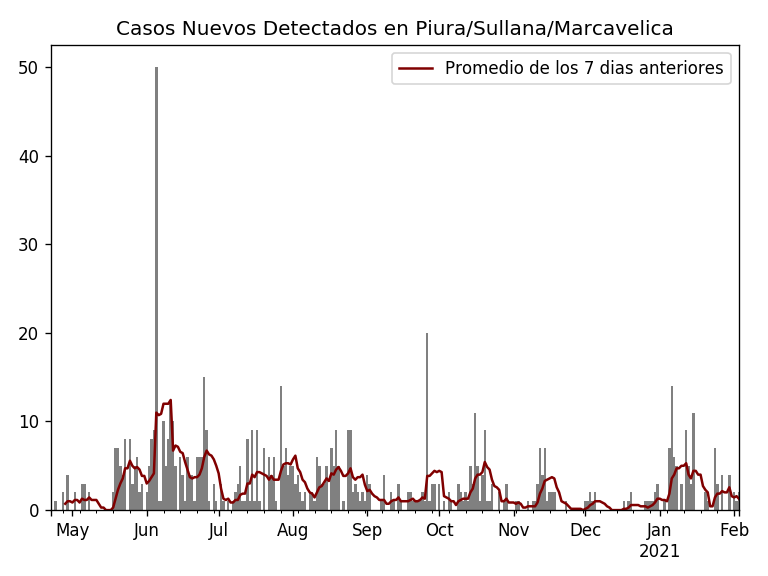 Casos Nuevos Detectados en Piura/Sullana/Marcavelica
Promedio de los 7 dias anteriores
50
40
30
20
10
0
May Jun Jul Aug Sep Oct Nov Dec Jan Feb
2021